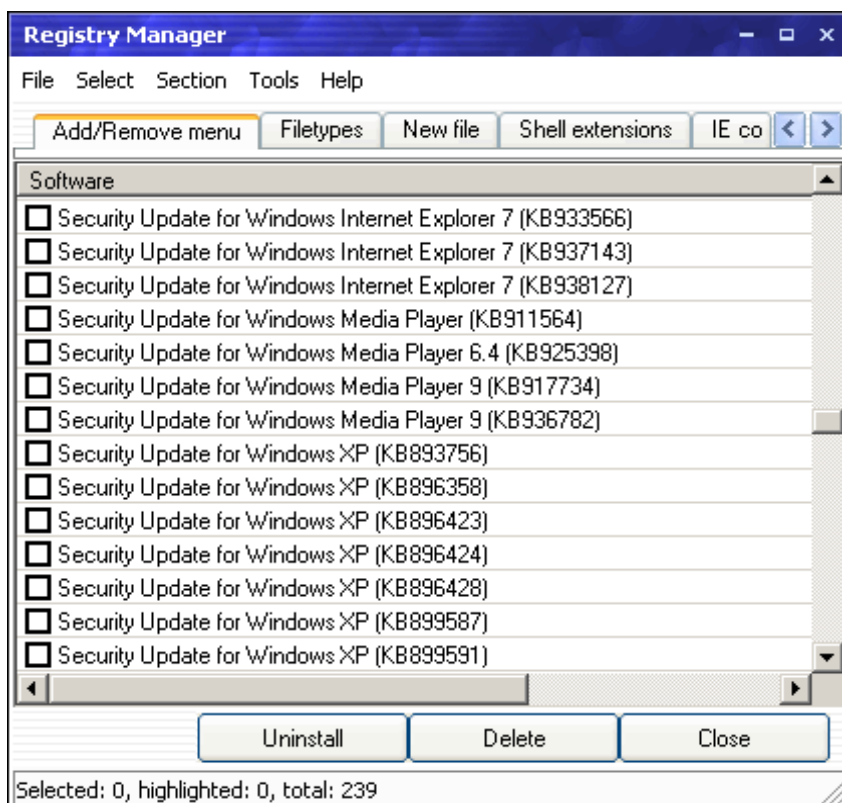 Registry Manager
File Select Section Tools Help
Add/Remove menu Filetypes New file Shell extensions IE co
Software
Security Update for Windows Internet Explorer 7 (KB933566)
Security Update for Windows Internet Explorer 7 (KB937143)
Security Update for Windows Internet Explorer 7 (KB938127)
Security Update for Windows Media Player (KB911564)
Security Update for Windows Media Player 6.4 (KB925398)
Security Update for Windows Media Player 9 (KB917734)
Security Update for Windows Media Player 9 (KB936782)
Security Update for Windows XP (KB893756)
Security Update for Windows XP (KB896358)
Security Update for Windows XP (KB896423)
Security Update for Windows XP (KB896424)
Security Update for Windows XP (KB896428)
Security Update for Windows XP (KB899587)
Security Update for Windows XP (KB899591)
Uninstall Delete Close
Selected: 0, highlighted: 0, total: 239